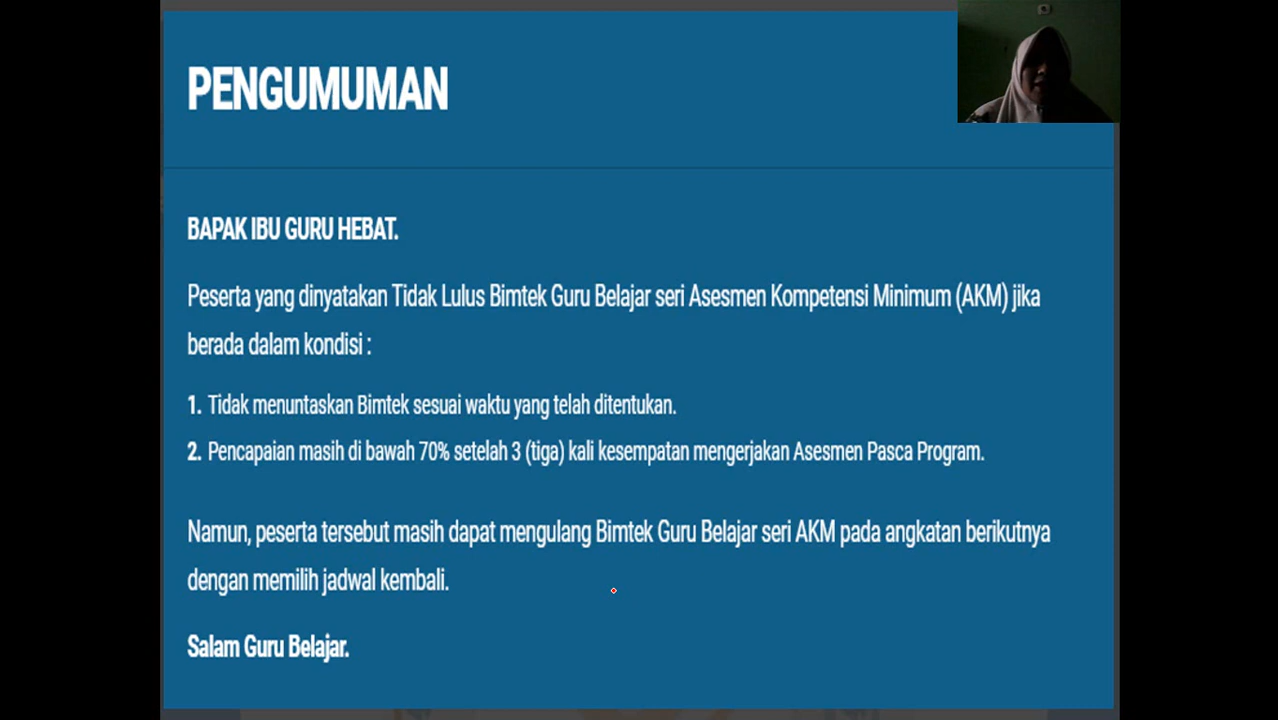 PENGUMUMAN
BAPAK IBU GURU HEBAT.
Peserta yang dinyatakan Tidak Lulus Bimtek Guru Belajar seri Asesmen Kompetensi Minimum (AKM) jika
berada dalam kondisi :
1. Tidak menuntaskan Bimtek sesuai waktu yang telah ditentukan.
2. Pencapaian masih di bawah 70% setelah 3 (tiga) kali kesempatan mengerjakan Asesmen Pasca Program.
Namun, peserta tersebut masih dapat mengulang Bimtek Guru Belajar seri AKM pada angkatan berikutnya
dengan memilih jadwal kembali.
Salam Guru Belajar.